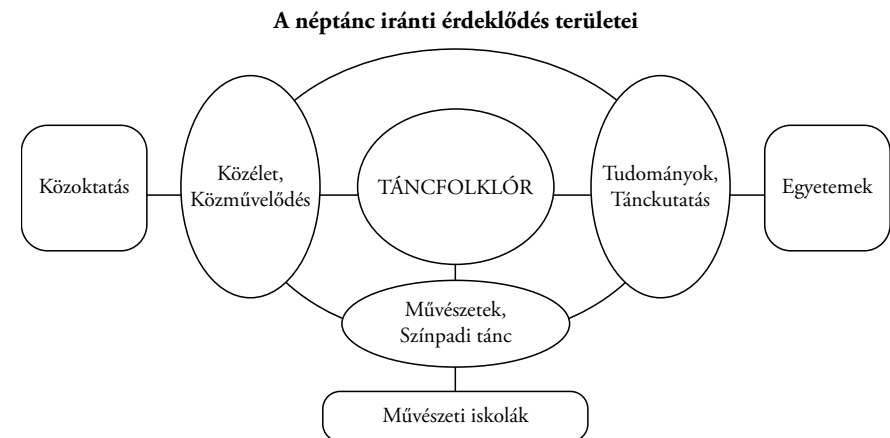 A néptánc iránti érdeklődés területei
Közoktatás
Közélet,
Közművelődés
TÁNCFOLKLÓR
Tudományok,
Tánckutatás
Egyetemek
Művészetek,
Színpadi tánc
Művészeti iskolák